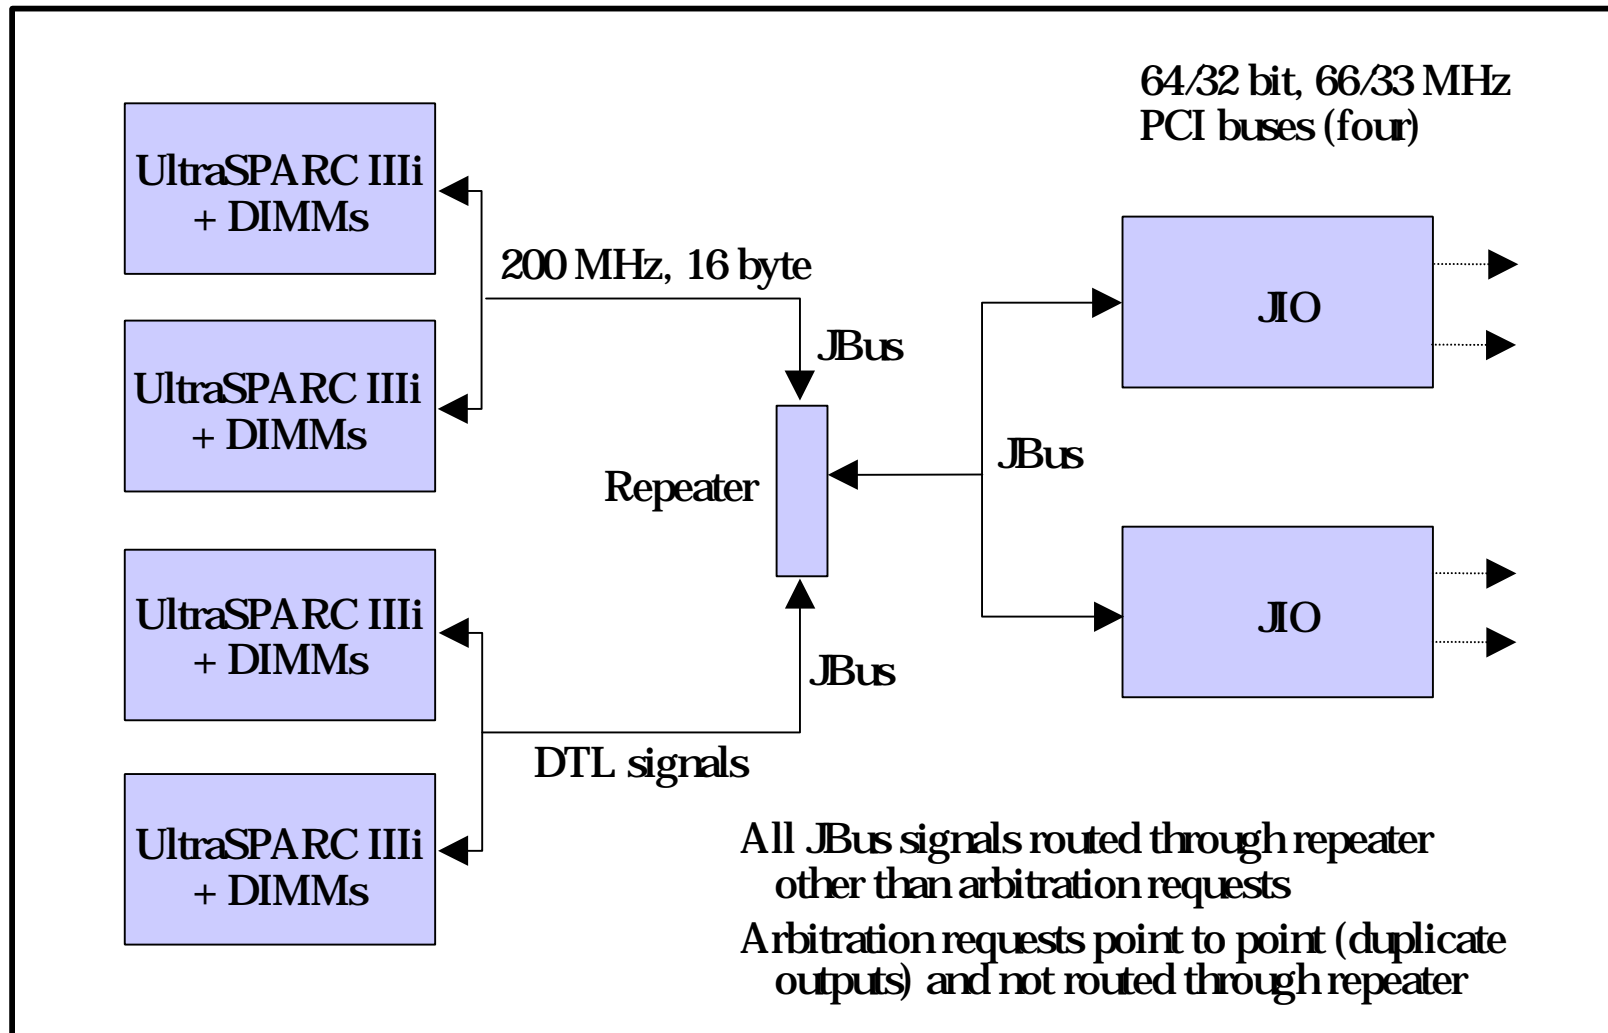 64/32 bit, 66/33 MHz
PCI buses (four)
UltraSPARC IIIi
+ DIMMs
200 MHz, 16 byte
JIO
UltraSPARC IIIi
+ DIMMs
JBus
Repeater
JBus
UltraSPARC IIIi
+ DIMMs
JIO
JBus
DTL signals
UltraSPARC IIIi
+ DIMMs
All JBus signals routed through repeater
other than arbitration requests
Arbitration requests point to point (duplicate
outputs) and not routed through repeater